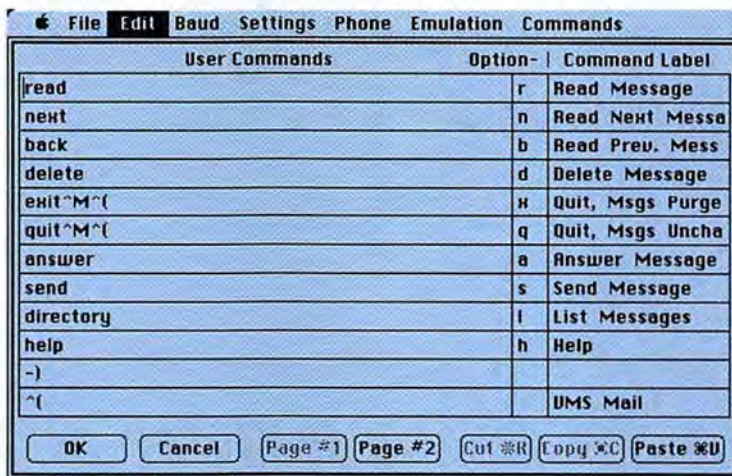 File Edit Baud Settings Phone Emulation Commands
User Commands Option- | Command Label
read r Read Message
next n Read Next Messa
back b Read Prev. Mess
delete d Delete Message
exit^M^( x Quit, Msgs Purge
quit^M^( q Quit, Msgs Uncha
answer a Answer Message
send s Send Message
directory l List Messages
help h Help
-)
^( VMS Mail
OK Cancel Page #1 Page #2 Cut ⌘X Copy ⌘C Paste ⌘V